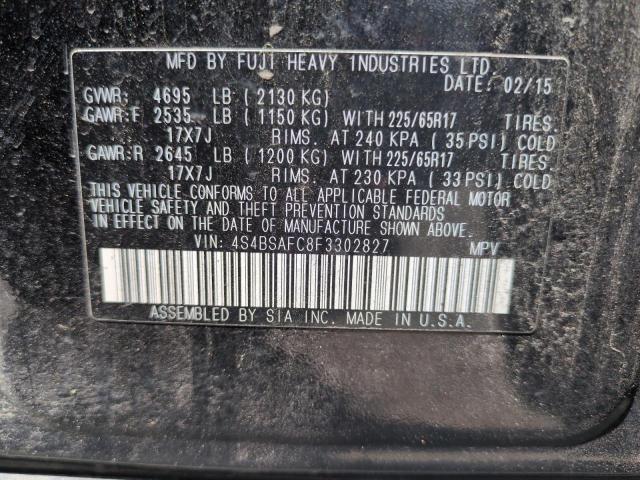 MFD BY FUJI HEAVY INDUSTRIES LTD.
DATE: 02/15
GVWR: 4695 LB ( 2130 KG)
GAWR:F 2535 LB ( 1150 KG) WITH 225/65R17 TIRES.
17X7J RIMS. AT 240 KPA ( 35 PSI) COLD
GAWR:R 2645 LB ( 1200 KG) WITH 225/65R17 TIRES.
17X7J RIMS. AT 230 KPA ( 33 PSI) COLD
THIS VEHICLE CONFORMS TO ALL APPLICABLE FEDERAL MOTOR
VEHICLE SAFETY AND THEFT PREVENTION STANDARDS
IN EFFECT ON THE DATE OF MANUFACTURE SHOWN ABOVE.
VIN: 4S4BSAFC8F3302827 MPV
ASSEMBLED BY SIA INC. MADE IN U.S.A.